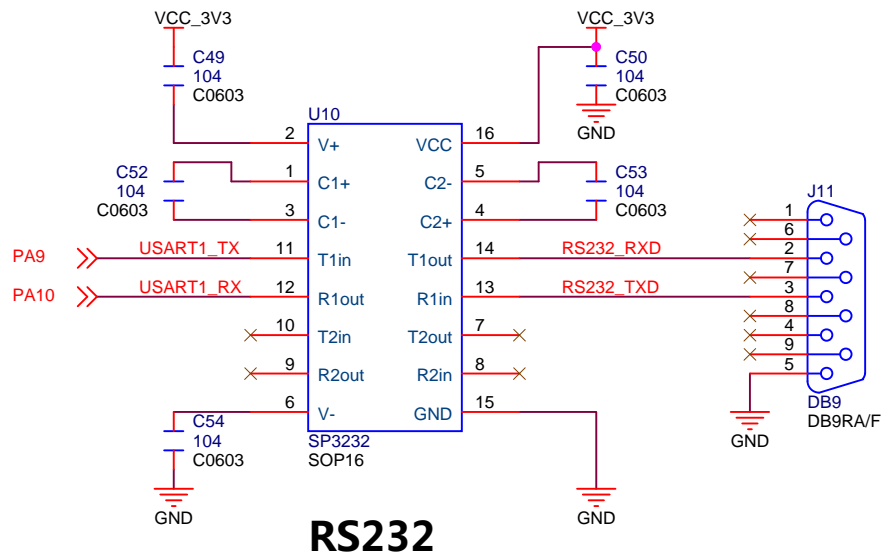 VCC_3V3
C49
104
C0603
VCC_3V3
C50
104
C0603
GND
U10
2 V+ VCC 16
1 C1+ C2- 5
3 C1- C2+ 4
11 T1in T1out 14
12 R1out R1in 13
10 T2in T2out 7
9 R2out R2in 8
6 V- GND 15
SP3232
SOP16
C52
104
C0603
C53
104
C0603
PA9 USART1_TX
PA10 USART1_RX
RS232_RXD
RS232_TXD
C54
104
C0603
GND
GND
J11
1
6
2
7
3
8
4
9
5
GND
DB9
DB9RA/F
RS232